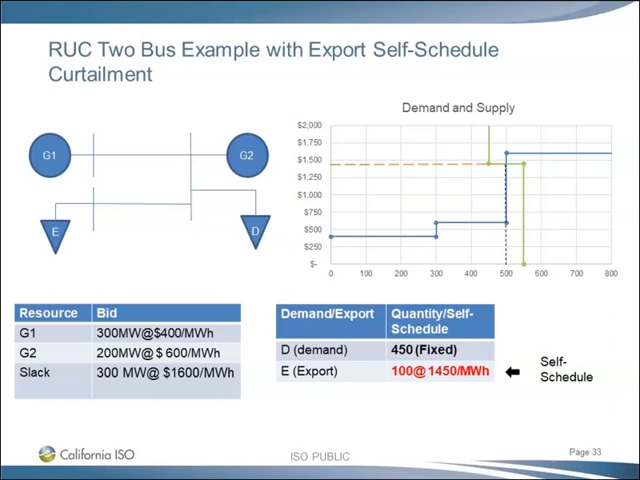 RUC Two Bus Example with Export Self-Schedule
Curtailment
G1
G2
E
D
Demand and Supply
$2,000
$1,750
$1,500
$1,250
$1,000
$750
$500
$250
$-
0 100 200 300 400 500 600 700 800
Resource Bid
G1 300MW@$400/MWh
G2 200MW@ $ 600/MWh
Slack 300 MW@ $1600/MWh
Demand/Export Quantity/Self-
Schedule
D (demand) 450 (Fixed)
E (Export) 100@ 1450/MWh
Self-
Schedule
California ISO
ISO PUBLIC
Page 33